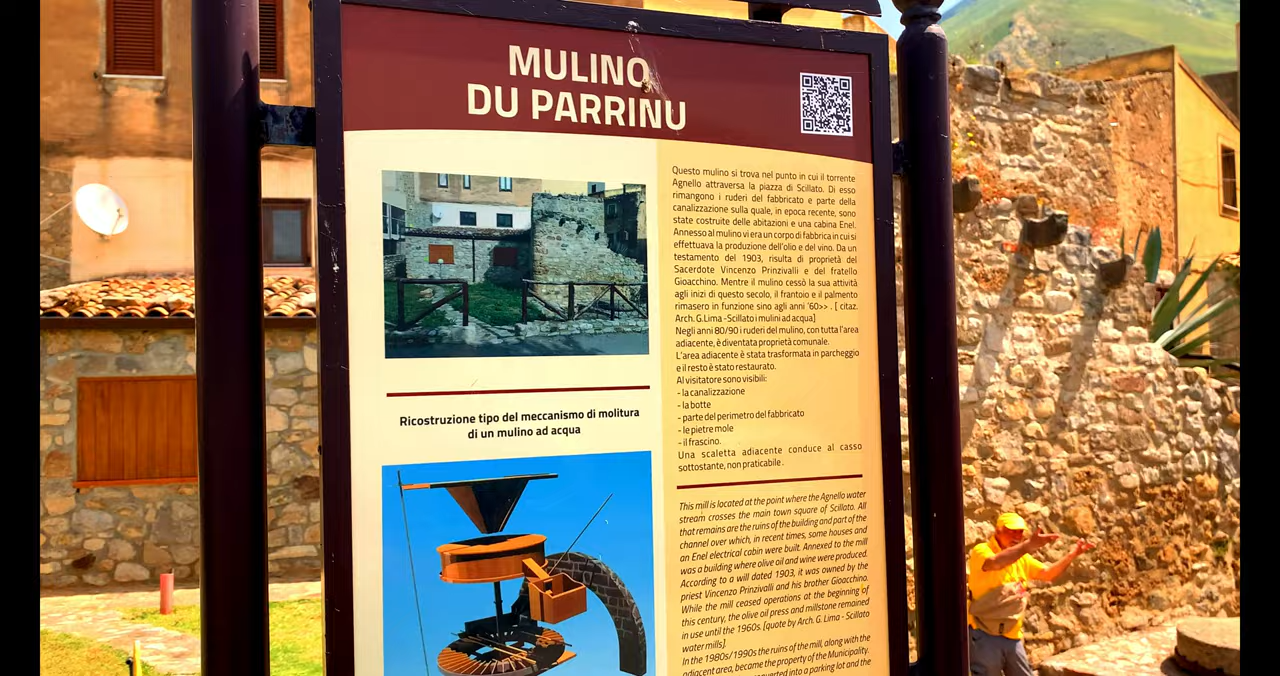 MULINO
DU PARRINU
Ricostruzione tipo del meccanismo di molitura
di un mulino ad acqua
Questo mulino si trova nel punto in cui il torrente
Agnello attraversa la piazza di Scillato. Di esso
rimangono i ruderi del fabbricato e parte della
canalizzazione sulla quale, in epoca recente, sono
state costruite delle abitazioni e una cabina Enel.
Annesso al mulino vi era un corpo di fabbrica in cui si
effettuava la produzione dell'olio e del vino. Da un
testamento del 1903, risulta di proprietà del
Sacerdote Vincenzo Prinzivalli e del fratello
Gioacchino. Mentre il mulino cessò la sua attività
agli inizi di questo secolo, il frantoio e il palmento
rimasero in funzione sino agli anni '60>> . [ citaz.
Arch. G.Lima -Scillato i mulini ad acqua]
Negli anni 80/90 i ruderi del mulino, con tutta l'area
adiacente, è diventata proprietà comunale.
L'area adiacente è stata trasformata in parcheggio
e il resto è stato restaurato.
Al visitatore sono visibili:
- la canalizzazione
- la botte
- parte del perimetro del fabbricato
- le pietre mole
- il frascino.
Una scaletta adiacente conduce al casso
sottostante, non praticabile .
This mill is located at the point where the Agnello water
stream crosses the main town square of Scillato. All
that remains are the ruins of the building and part of the
channel over which, in recent times, some houses and
an Enel electrical cabin were built. Annexed to the mill
was a building where olive oil and wine were produced.
According to a will dated 1903, it was owned by the
priest Vincenzo Prinzivalli and his brother Gioacchino.
While the mill ceased operations at the beginning of
this century, the olive oil press and millstone remained
in use until the 1960s. [quote by Arch. G. Lima - Scillato
water mills]
In the 1980s/1990s the ruins of the mill, along with the
adjacent area, became the property of the Municipality.
converted into a parking lot and the